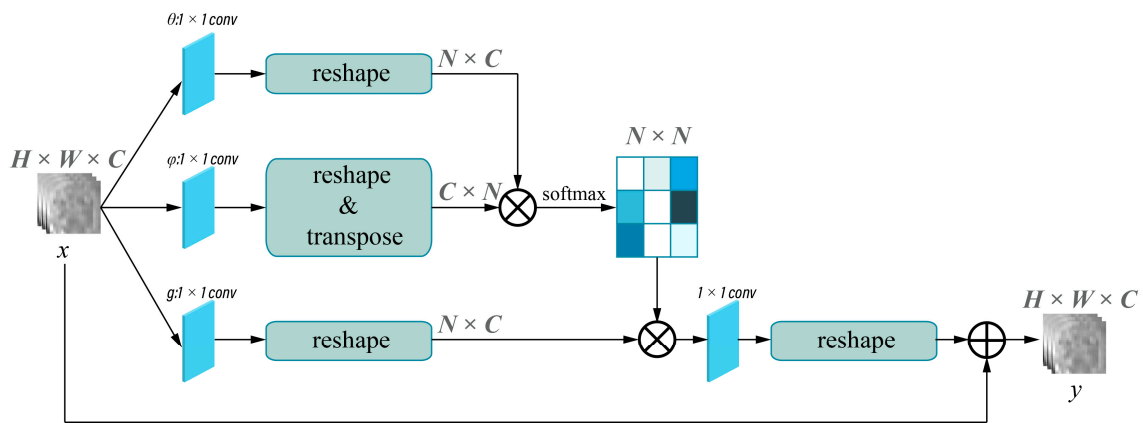 θ:1 × 1 conv
reshape
N × C
H × W × C
x
φ:1 × 1 conv
reshape
&
transpose
C × N
softmax
N × N
g:1 × 1 conv
reshape
N × C
1 × 1 conv
reshape
H × W × C
y